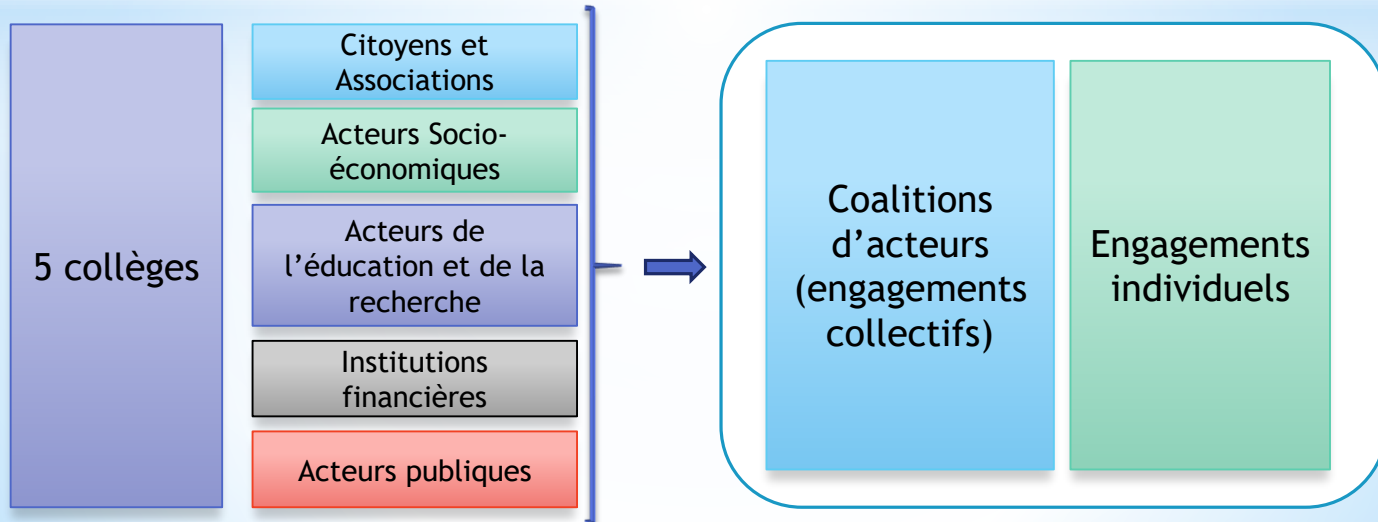 5 collèges
Citoyens et
Associations
Acteurs Socio-
économiques
Acteurs de
l’éducation et de la
recherche
Institutions
financières
Acteurs publiques
Coalitions
d’acteurs
(engagements
collectifs)
Engagements
individuels